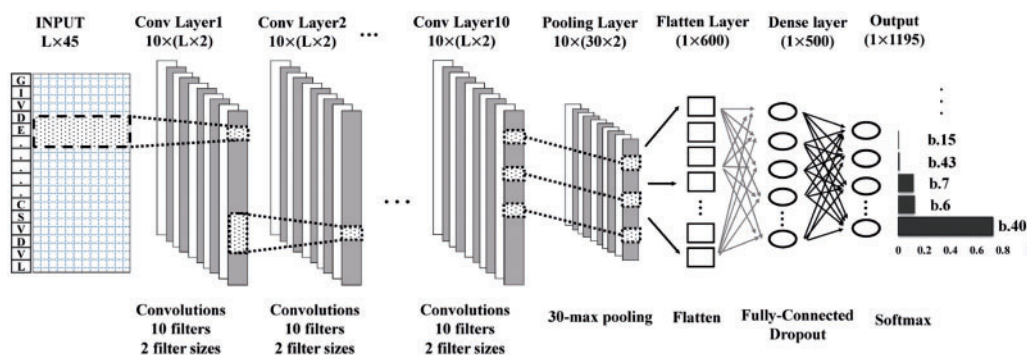 INPUT
L×45
Conv Layer1
10×(L×2)
Conv Layer2
10×(L×2)
...
Conv Layer10
10×(L×2)
Pooling Layer
10×(30×2)
Flatten Layer
(1×600)
Dense layer
(1×500)
Output
(1×1195)
G
I
V
D
E
.
.
.
.
.
C
S
V
D
V
L
...
b.15
b.43
b.7
b.6
b.40
0 0.2 0.4 0.6 0.8
Convolutions
10 filters
2 filter sizes
Convolutions
10 filters
2 filter sizes
Convolutions
10 filters
2 filter sizes
30-max pooling
Flatten
Fully-Connected
Dropout
Softmax